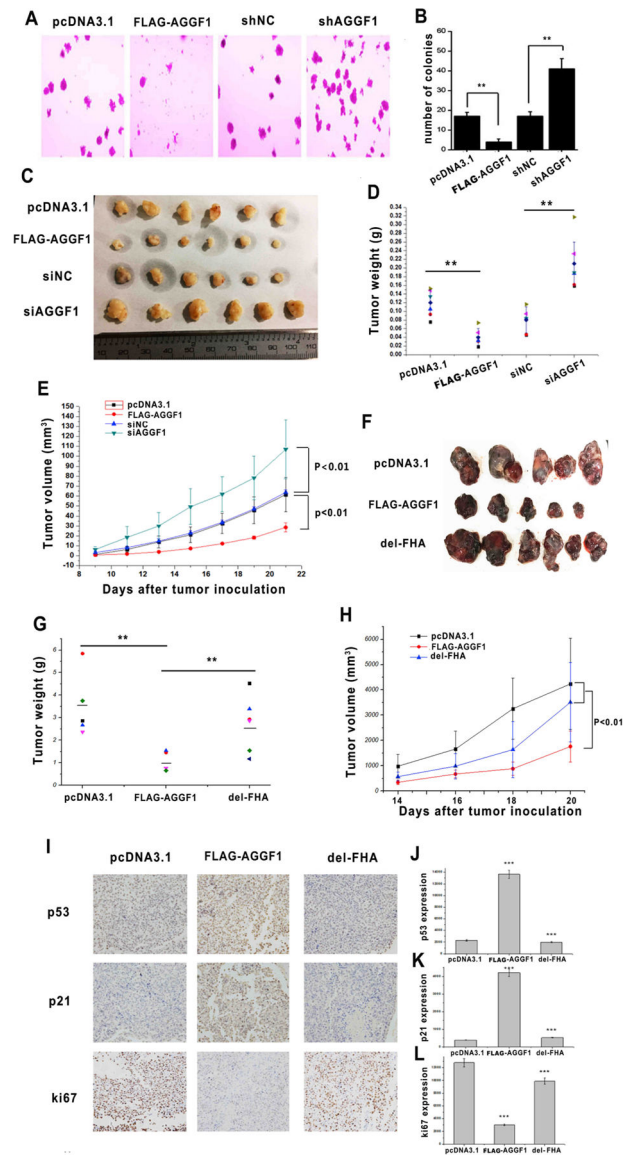 A
pcDNA3.1 FLAG-AGGF1 shNC shAGGF1
B
number of colonies
60
50
40
30
20
10
0
**
**
pcDNA3.1
FLAG-AGGF1
shNC
shAGGF1
C
pcDNA3.1
FLAG-AGGF1
siNC
siAGGF1
D
Tumor weight (g)
0.34
0.32
0.30
0.28
0.26
0.24
0.22
0.20
0.18
0.16
0.14
0.12
0.10
0.08
0.06
0.04
0.02
0.00
**
**
pcDNA3.1
FLAG-AGGF1
siNC
siAGGF1
E
pcDNA3.1
FLAG-AGGF1
siNC
siAGGF1
Tumor volume (mm³)
150
140
130
120
110
100
90
80
70
60
50
40
30
20
10
0
-10
P<0.01
p<0.01
8 10 12 14 16 18 20 22
Days after tumor inoculation
F
pcDNA3.1
FLAG-AGGF1
del-FHA
G
Tumor weight (g)
6
5
4
3
2
1
0
**
**
pcDNA3.1 FLAG-AGGF1 del-FHA
H
pcDNA3.1
FLAG-AGGF1
del-FHA
Tumor volume (mm³)
6000
5000
4000
3000
2000
1000
0
P<0.01
14 16 18 20
Days after tumor inoculation
I
pcDNA3.1 FLAG-AGGF1 del-FHA
p53
p21
ki67
J
p53 expression
***
***
pcDNA3.1 FLAG-AGGF1 del-FHA
K
p21 expression
***
***
pcDNA3.1 FLAG-AGGF1 del-FHA
L
ki67 expression
***
***
pcDNA3.1 FLAG-AGGF1 del-FHA